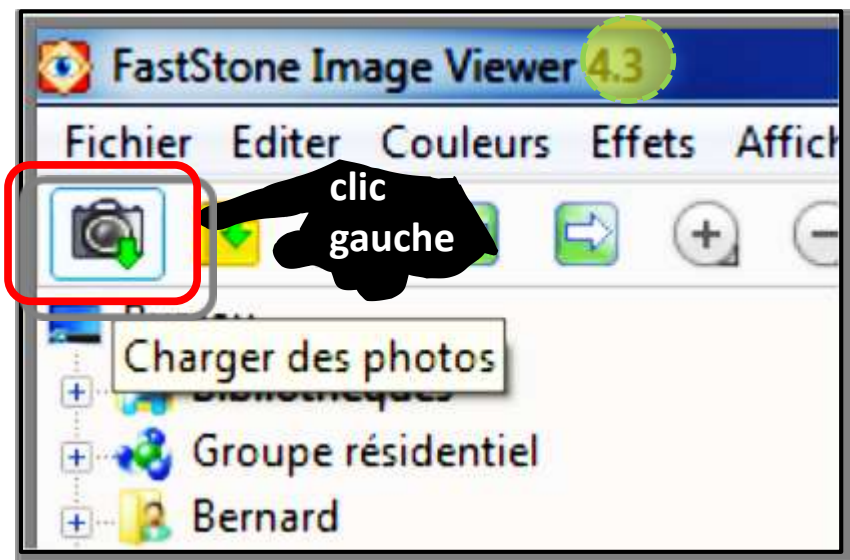 FastStone Image Viewer 4.3
Fichier Editer Couleurs Effets Affich
clic
gauche
Charger des photos
Groupe résidentiel
Bernard